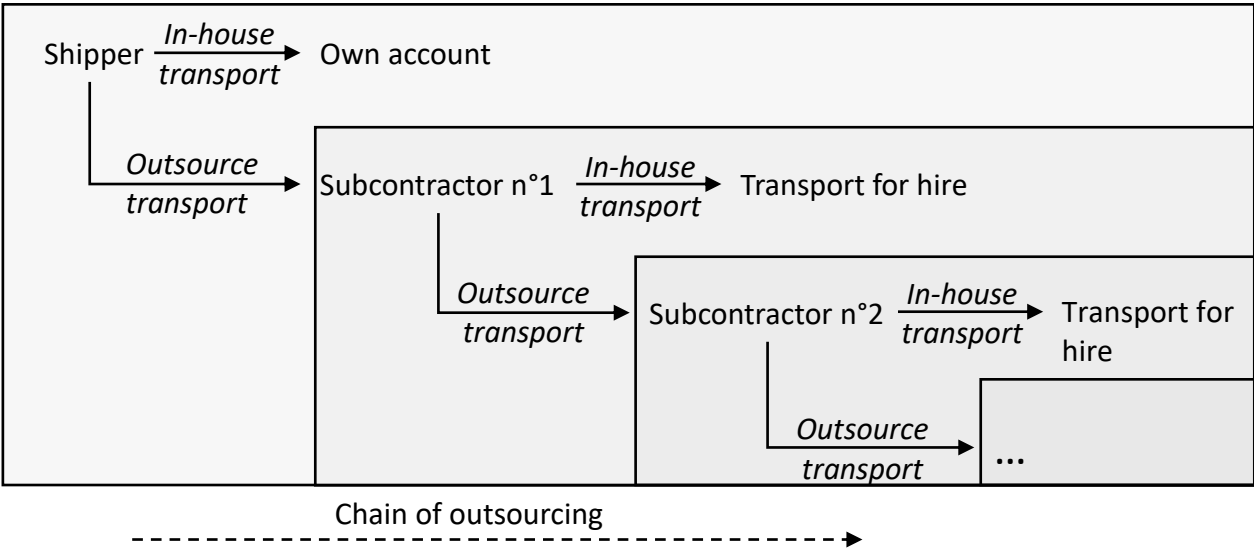 In-house
Shipper
Own account
transport
Outsource
transport
Subcontractor n°1
In-house
transport
Transport for hire
Outsource
transport
Subcontractor n°2
In-house
transport
Transport for
hire
Outsource
transport
...
Chain of outsourcing